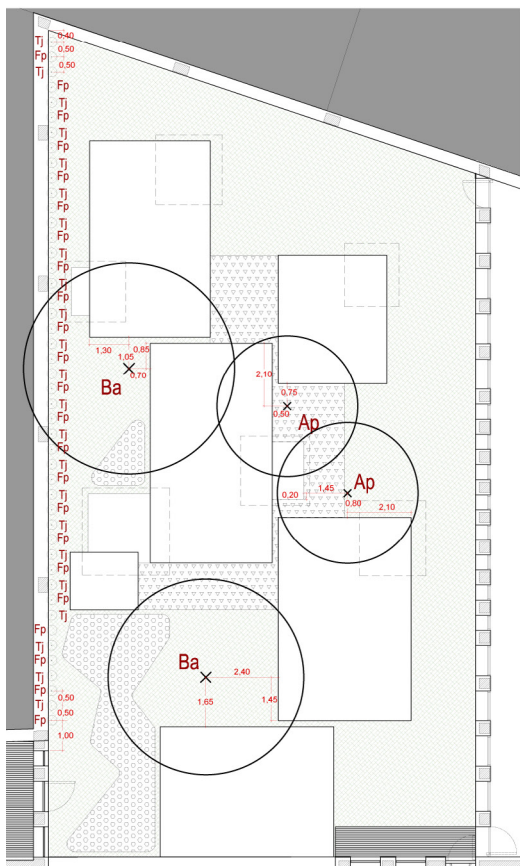 Tj 0,40
Fp 0,50
Tj 0,50
Fp
Tj
Fp
Tj
Fp
Tj
Fp
Tj
Fp
Tj
Fp
Tj
Fp
Tj
Fp
Tj
Fp
Tj
Fp
Tj
Fp
Tj
Fp
Tj
Fp
Tj
Fp
Tj
Fp
Tj
Fp
Tj
Fp
Tj
Fp
Tj
Fp
Tj
Fp
Tj
Fp
Tj
Fp
0,50
0,50
1,00
1,30
0,85
1,05
0,70
Ba
2,10
0,75
0,50
Ap
Ap
1,45
0,20
0,80
2,10
Ba
2,40
1,65
1,45